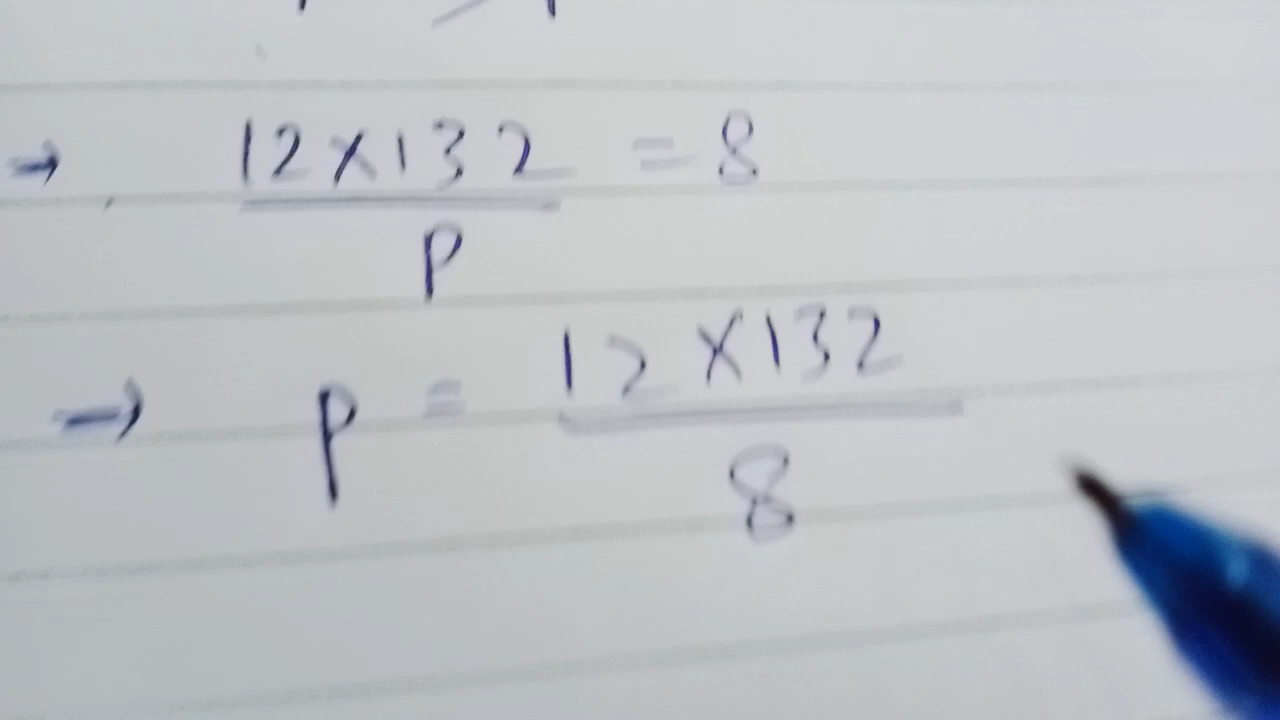 → 12×132 = 8
P
→ P = 12×132
8